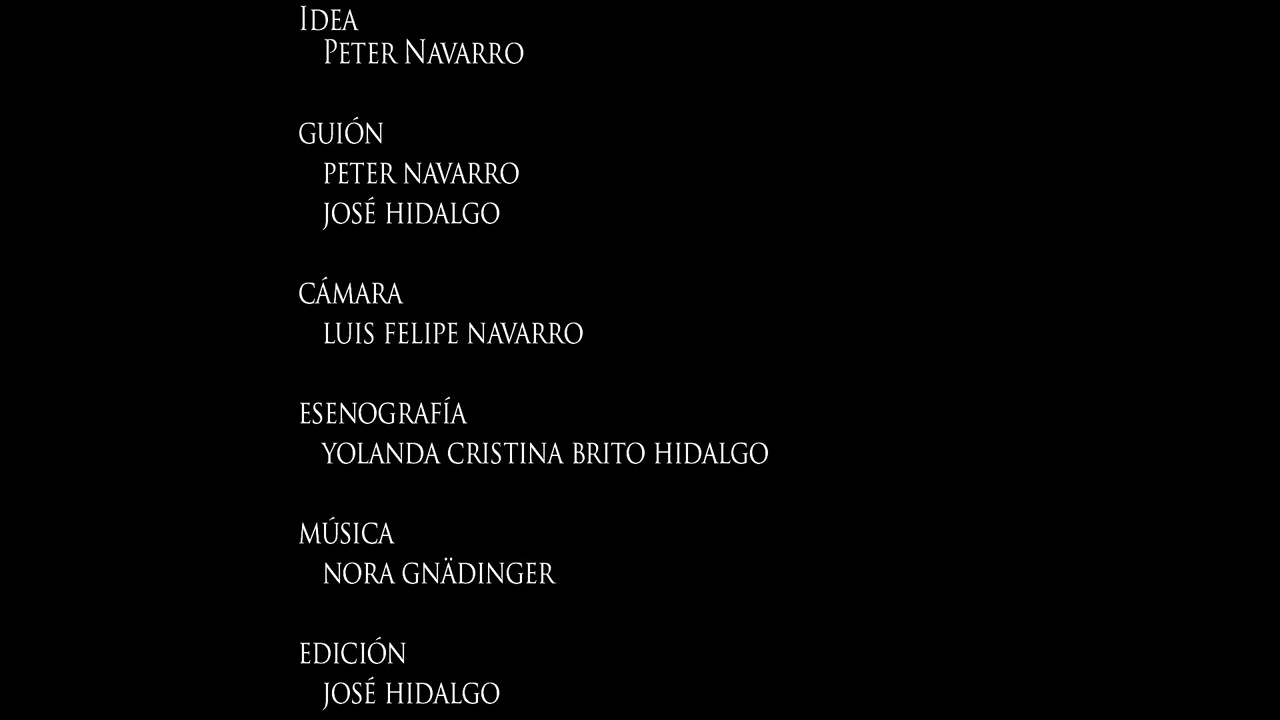 Idea
Peter Navarro
GUIÓN
PETER NAVARRO
JOSÉ HIDALGO
CÁMARA
LUIS FELIPE NAVARRO
ESENOGRAFÍA
YOLANDA CRISTINA BRITO HIDALGO
MÚSICA
NORA GNÄDINGER
EDICIÓN
JOSÉ HIDALGO